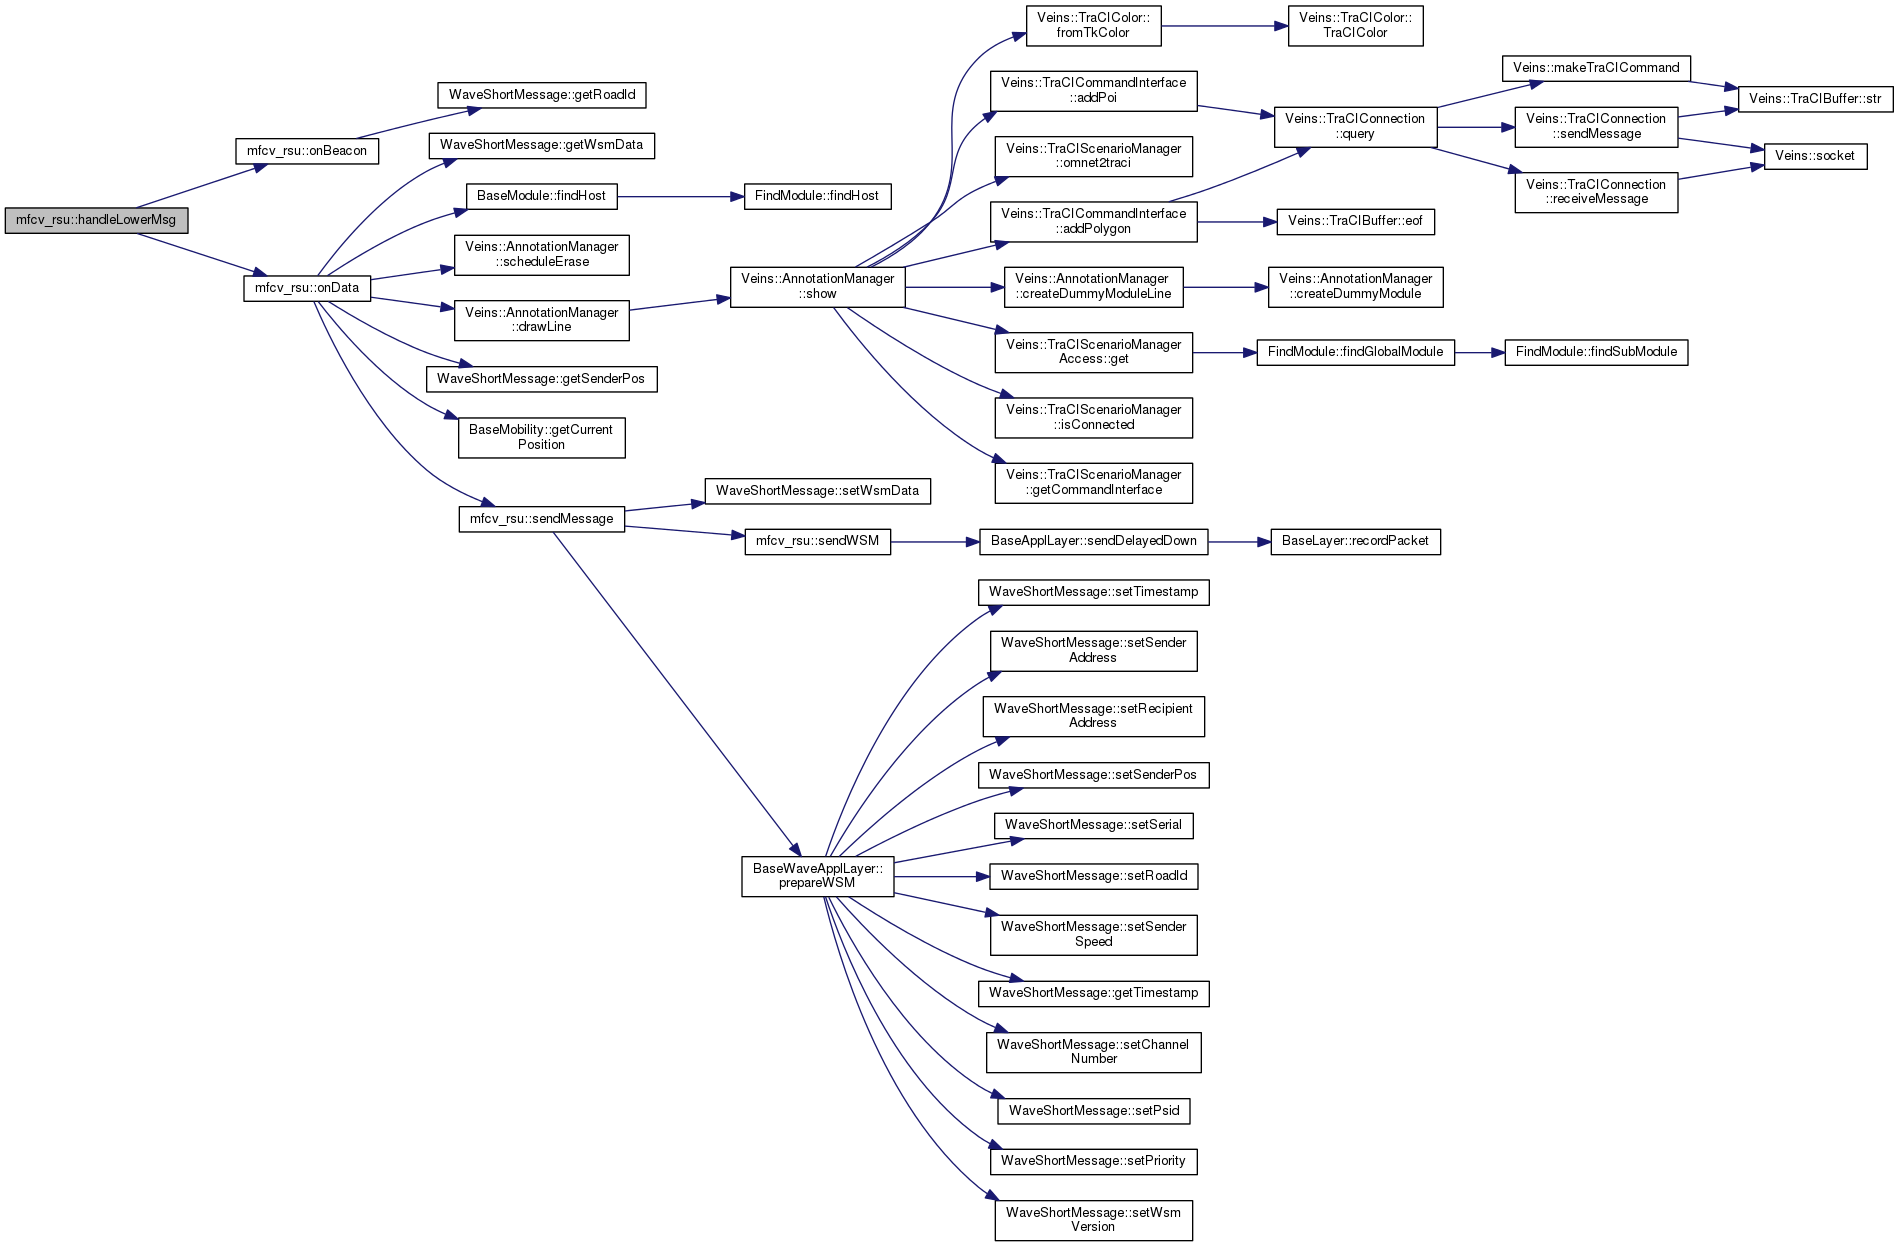 mfcv_rsu::handleLowerMsg
mfcv_rsu::onBeacon
WaveShortMessage::getRoadId
mfcv_rsu::onData
WaveShortMessage::getWsmData
BaseModule::findHost
FindModule::findHost
Veins::AnnotationManager
::scheduleErase
Veins::AnnotationManager
::drawLine
Veins::AnnotationManager
::show
Veins::TraCIColor::
fromTkColor
Veins::TraCIColor::
TraCIColor
Veins::TraCICommandInterface
::addPoi
Veins::TraCIConnection
::query
Veins::makeTraCICommand
Veins::TraCIBuffer::str
Veins::TraCIConnection
::sendMessage
Veins::socket
Veins::TraCIConnection
::receiveMessage
Veins::TraCIScenarioManager
::omnet2traci
Veins::TraCICommandInterface
::addPolygon
Veins::TraCIBuffer::eof
Veins::AnnotationManager
::createDummyModuleLine
Veins::AnnotationManager
::createDummyModule
Veins::TraCIScenarioManager
Access::get
FindModule::findGlobalModule
FindModule::findSubModule
Veins::TraCIScenarioManager
::isConnected
Veins::TraCIScenarioManager
::getCommandInterface
WaveShortMessage::getSenderPos
BaseMobility::getCurrent
Position
mfcv_rsu::sendMessage
WaveShortMessage::setWsmData
mfcv_rsu::sendWSM
BaseApplLayer::sendDelayedDown
BaseLayer::recordPacket
BaseWaveApplLayer::
prepareWSM
WaveShortMessage::setTimestamp
WaveShortMessage::setSender
Address
WaveShortMessage::setRecipient
Address
WaveShortMessage::setSenderPos
WaveShortMessage::setSerial
WaveShortMessage::setRoadId
WaveShortMessage::setSender
Speed
WaveShortMessage::getTimestamp
WaveShortMessage::setChannel
Number
WaveShortMessage::setPsid
WaveShortMessage::setPriority
WaveShortMessage::setWsm
Version